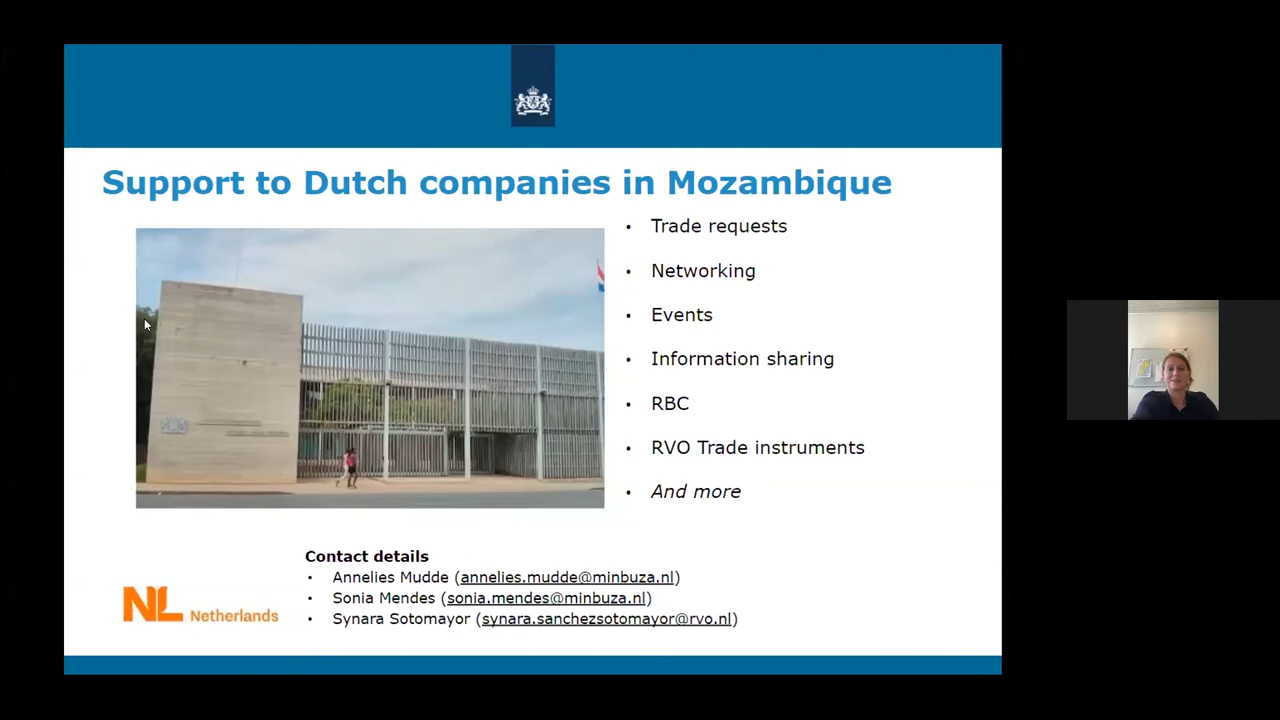 Support to Dutch companies in Mozambique
• Trade requests
• Networking
• Events
• Information sharing
• RBC
• RVO Trade instruments
• And more
Contact details
• Annelies Mudde (annelies.mudde@minbuza.nl)
• Sonia Mendes (sonia.mendes@minbuza.nl)
• Synara Sotomayor (synara.sanchezsotomayor@rvo.nl)
NL Netherlands